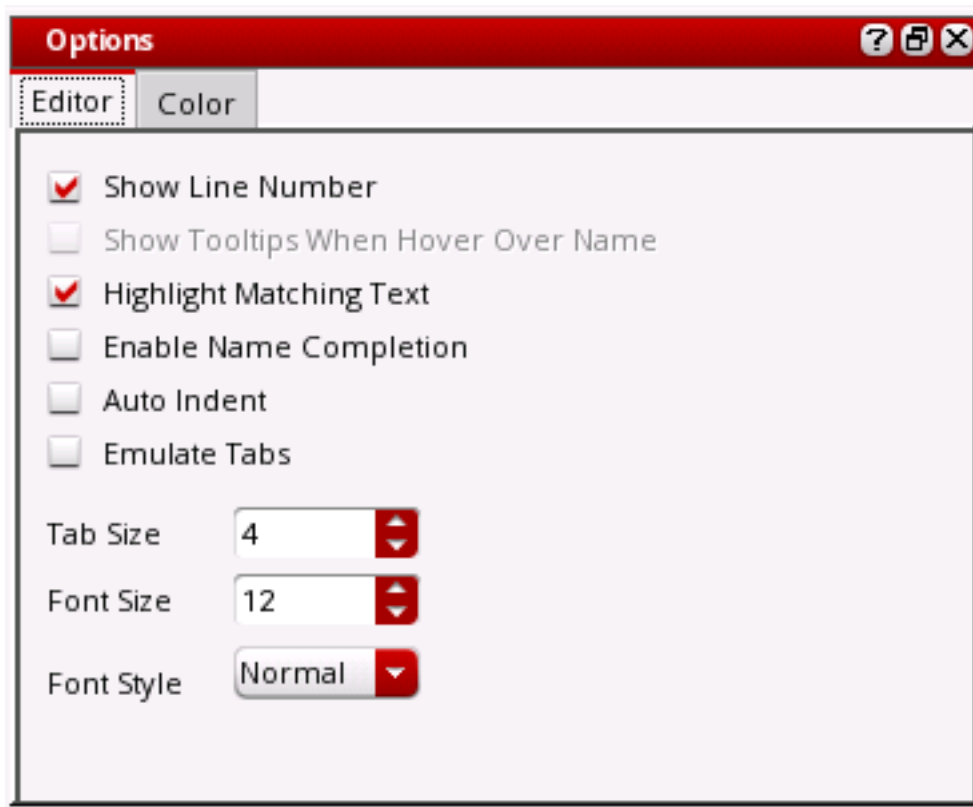 Options
Editor Color
Show Line Number
Show Tooltips When Hover Over Name
Highlight Matching Text
Enable Name Completion
Auto Indent
Emulate Tabs
Tab Size 4
Font Size 12
Font Style Normal